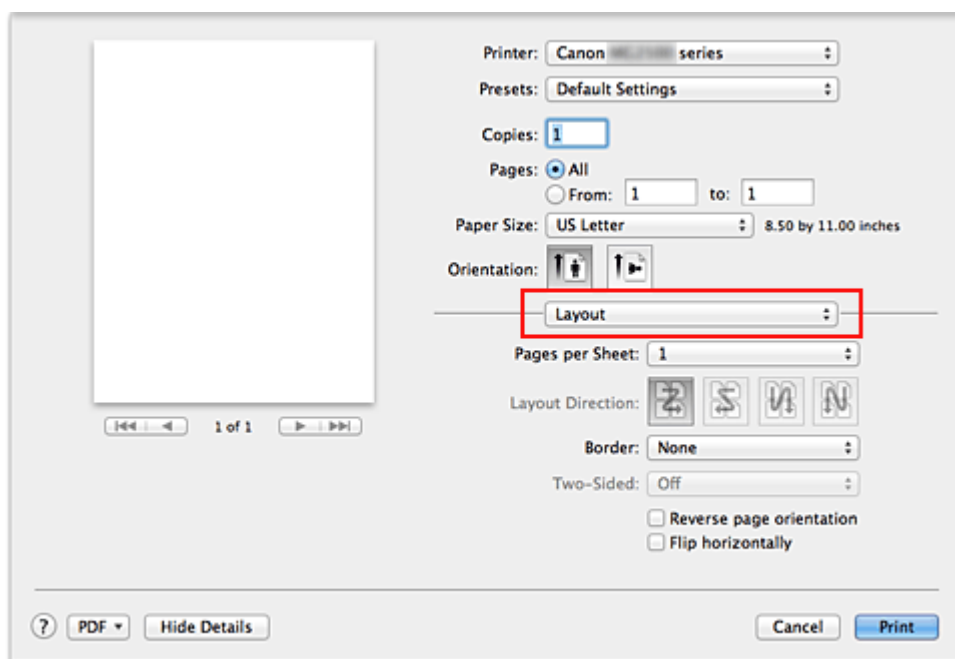 Printer: Canon series
Presets: Default Settings
Copies: 1
Pages: All
From: 1 to: 1
Paper Size: US Letter 8.50 by 11.00 inches
Orientation:
Layout
Pages per Sheet: 1
Layout Direction:
Border: None
Two-Sided: Off
Reverse page orientation
Flip horizontally
1 of 1
? PDF Hide Details Cancel Print